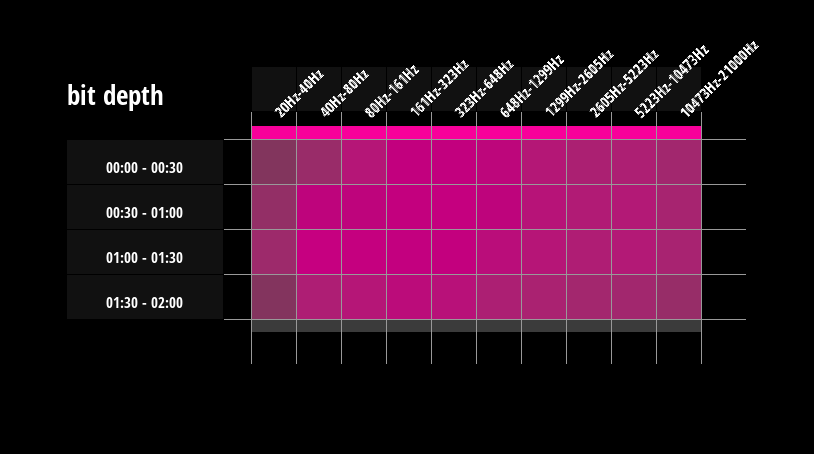 bit depth
20Hz-40Hz
40Hz-80Hz
80Hz-161Hz
161Hz-323Hz
323Hz-648Hz
648Hz-1299Hz
1299Hz-2605Hz
2605Hz-5223Hz
5223Hz-10473Hz
10473Hz-21000Hz
00:00 - 00:30
00:30 - 01:00
01:00 - 01:30
01:30 - 02:00